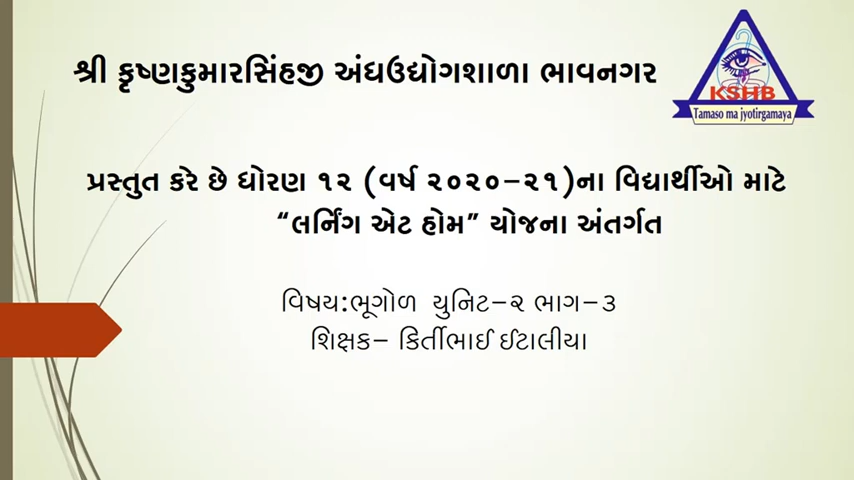 શ્રી કૃષ્ણકુમારસિંહજી અંધઉદ્યોગશાળા ભાવનગર
KSHB
Tamaso ma jyotirgamaya
પ્રસ્તુત કરે છે ધોરણ ૧૨ (વર્ષ ૨૦૨૦-૨૧)ના વિદ્યાર્થીઓ માટે
“લર્નિંગ એટ હોમ” યોજના અંતર્ગત
વિષય:ભૂગોળ યુનિટ-૨ ભાગ-૩
શિક્ષક- કિર્તીભાઈ ઈટાલીયા